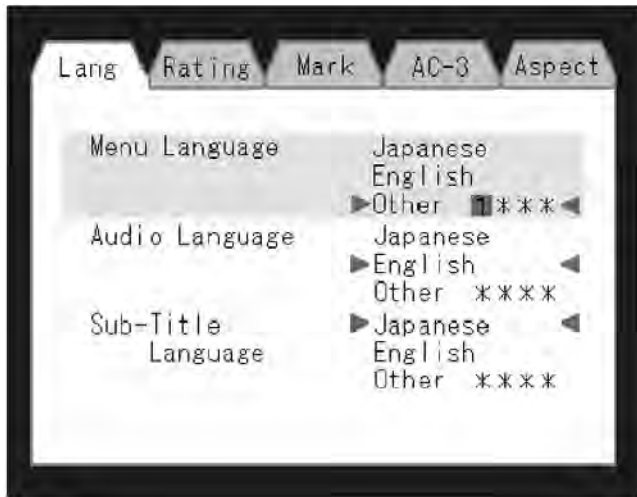 Lang Rating Mark AC-3 Aspect
Menu Language Japanese
English
▶Other 1***◀
Audio Language Japanese
▶English ◀
Other ****
Sub-Title ▶Japanese ◀
Language English
Other ****